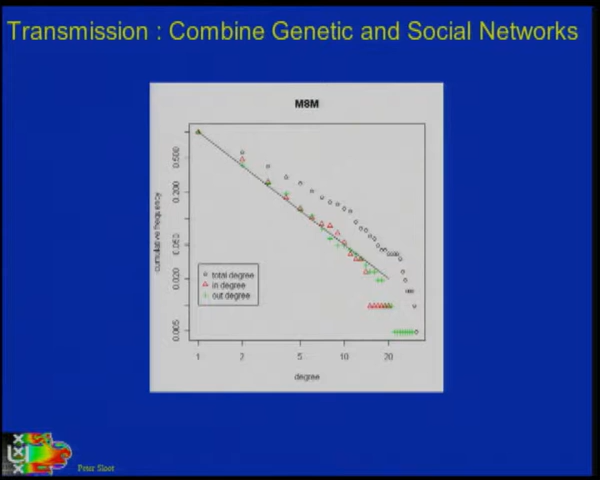 Transmission : Combine Genetic and Social Networks
MSM
cumulative frequency
0.500
0.200
0.050
0.020
0.005
total degree
in degree
out degree
1 2 5 10 20
degree
Peter Sloot